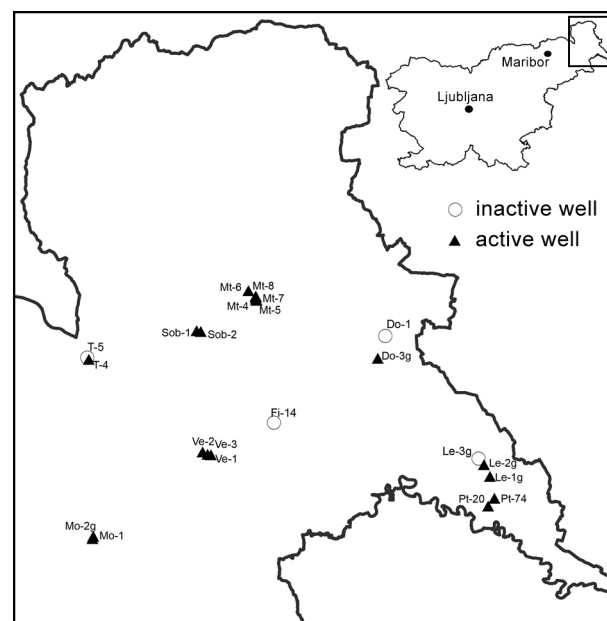 Maribor
Ljubljana
inactive well
active well
Mt-6
Mt-8
Mt-7
Mt-4
Mt-5
Sob-1
Sob-2
Do-1
Do-3g
T-5
T-4
Fi-14
Ve-2
Ve-3
Ve-1
Le-3g
Le-2g
Le-1g
Pt-20
Pt-74
Mo-2g
Mo-1